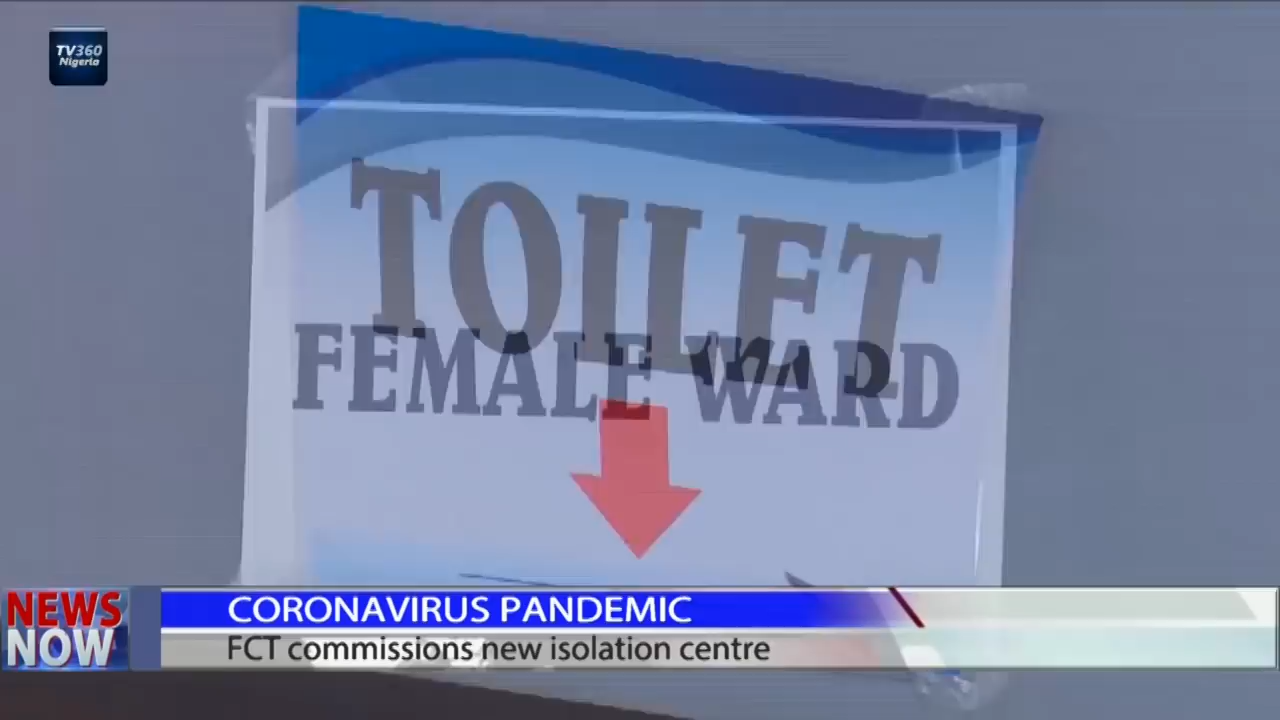 TV360
Nigeria
TOILET
FEMALE WARD
NEWS
NOW
CORONAVIRUS PANDEMIC
FCT commissions new isolation centre